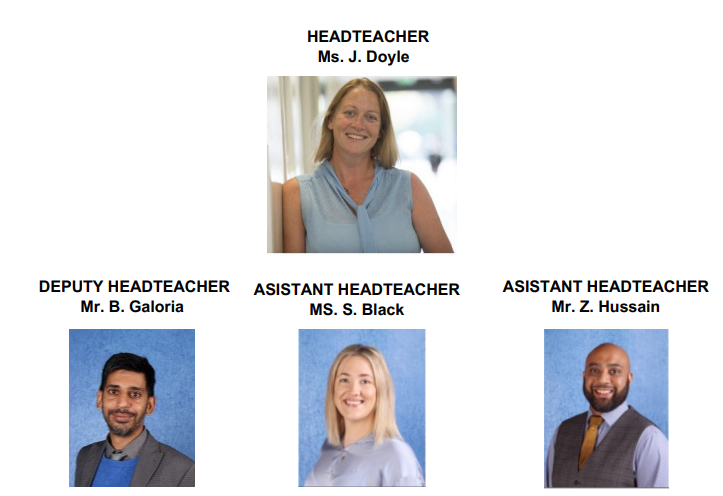 HEADTEACHER
Ms. J. Doyle
DEPUTY HEADTEACHER
Mr. B. Galoria
ASISTANT HEADTEACHER
MS. S. Black
ASISTANT HEADTEACHER
Mr. Z. Hussain